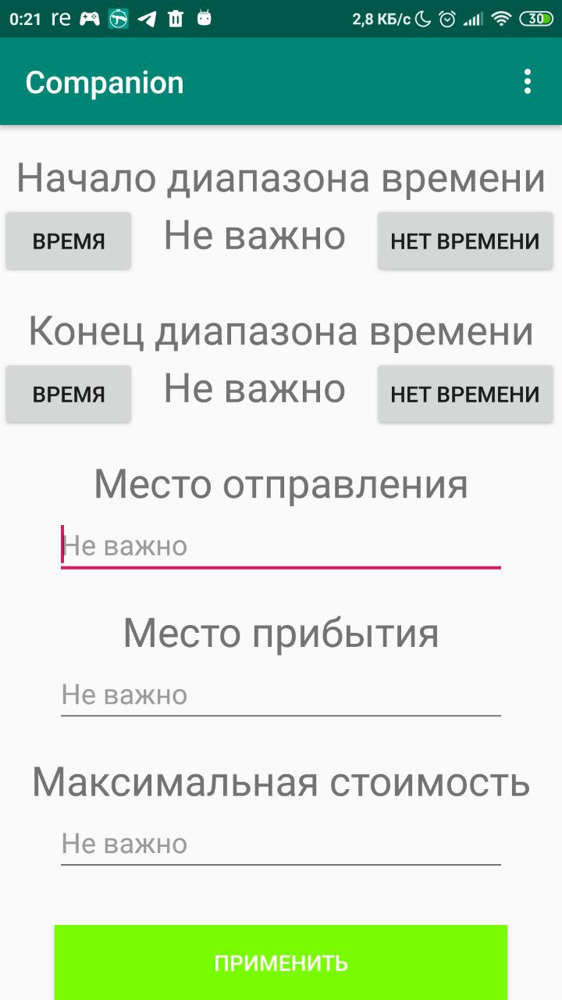 0:21 re 2,8 КБ/с 30
Companion
Начало диапазона времени
ВРЕМЯ Не важно НЕТ ВРЕМЕНИ
Конец диапазона времени
ВРЕМЯ Не важно НЕТ ВРЕМЕНИ
Место отправления
Не важно
Место прибытия
Не важно
Максимальная стоимость
Не важно
ПРИМЕНИТЬ